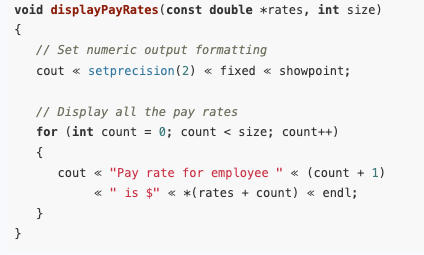 void displayPayRates(const double *rates, int size)
{
// Set numeric output formatting
cout << setprecision(2) << fixed << showpoint;
// Display all the pay rates
for (int count = 0; count < size; count++)
{
cout << "Pay rate for employee " << (count + 1)
<< " is $" << *(rates + count) << endl;
}
}